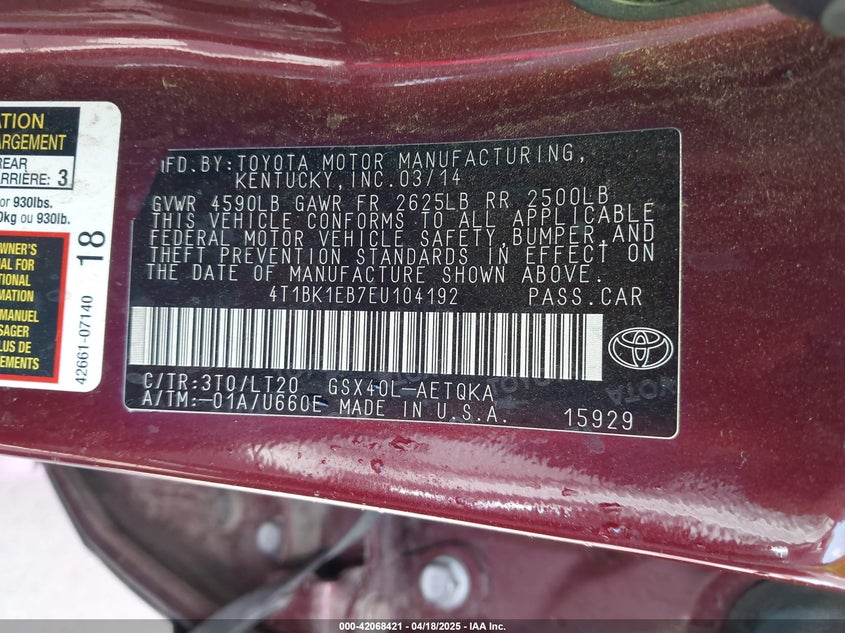 ATION
ARGEMENT
REAR
ARRIÈRE: 3
or 930lbs.
0kg ou 930lb.
WNER'S
AL FOR
TIONAL
MATION
MANUEL
SAGER
LUS DE
EMENTS
18
42661-07140
MFD.BY:TOYOTA MOTOR MANUFACTURING,
KENTUCKY,INC.03/14
GVWR 4590LB GAWR FR 2625LB RR 2500LB
THIS VEHICLE CONFORMS TO ALL APPLICABLE
FEDERAL MOTOR VEHICLE SAFETY,BUMPER,AND
THEFT PREVENTION STANDARDS IN EFFECT ON
THE DATE OF MANUFACTURE SHOWN ABOVE.
4T1BK1EB7EU104192 PASS.CAR
C/TR:3T0/LT20 GSX40L-AETQKA
A/TM:-01A/U660E MADE IN U.S.A.
15929
TOYOTA
000-42068421 - 04/18/2025 - IAA Inc.